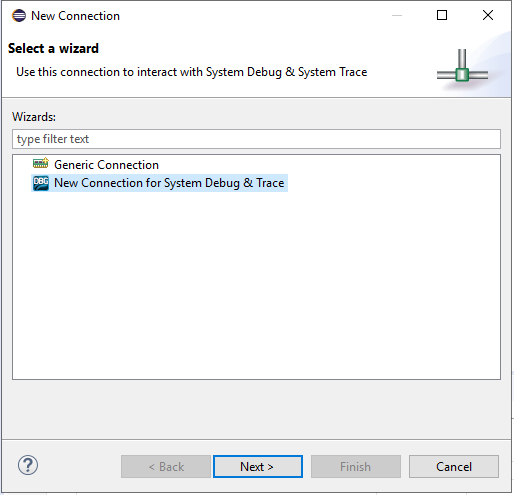 New Connection
Select a wizard
Use this connection to interact with System Debug & System Trace
Wizards:
type filter text
Generic Connection
DBG New Connection for System Debug & Trace
?
< Back Next > Finish Cancel